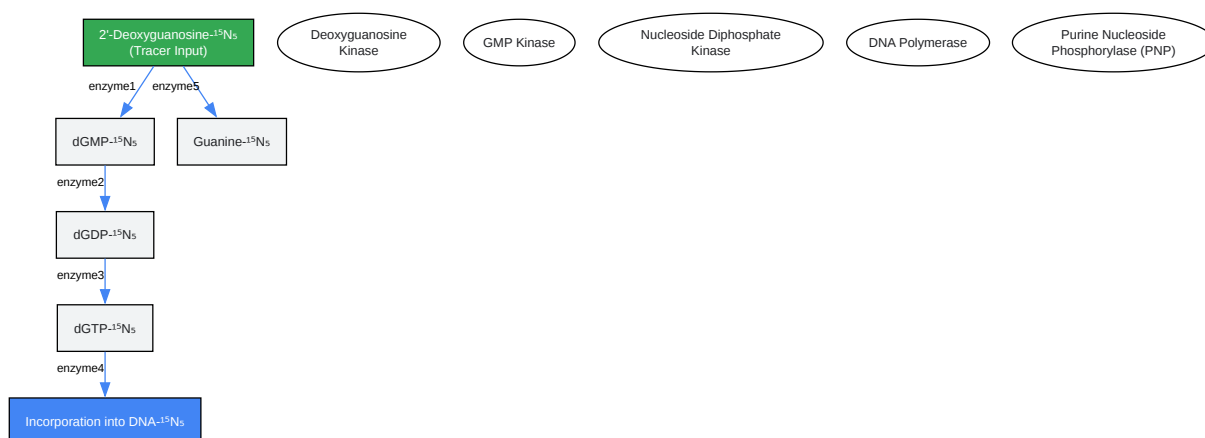 2'-Deoxyguanosine-¹⁵N₅
(Tracer Input)
Deoxyguanosine
Kinase
GMP Kinase
Nucleoside Diphosphate
Kinase
DNA Polymerase
Purine Nucleoside
Phosphorylase (PNP)
enzyme1
enzyme5
dGMP-¹⁵N₅
Guanine-¹⁵N₅
enzyme2
dGDP-¹⁵N₅
enzyme3
dGTP-¹⁵N₅
enzyme4
Incorporation into DNA-¹⁵N₅